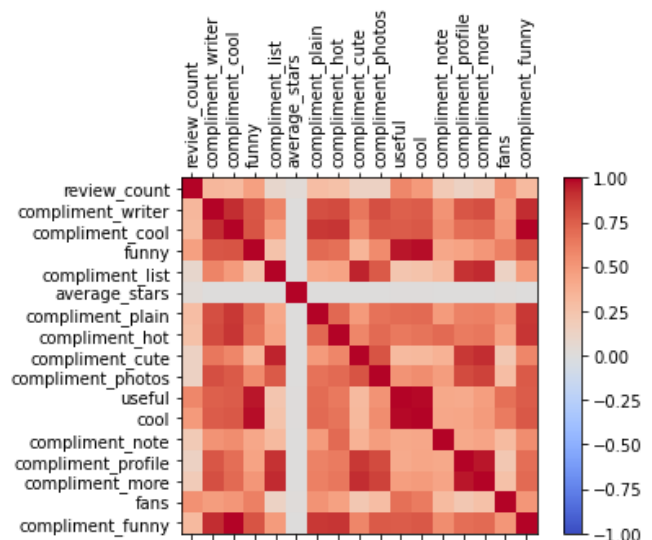 review_count
compliment_writer
compliment_cool
funny
compliment_list
average_stars
compliment_plain
compliment_hot
compliment_cute
compliment_photos
useful
cool
compliment_note
compliment_profile
compliment_more
fans
compliment_funny
review_count
compliment_writer
compliment_cool
funny
compliment_list
average_stars
compliment_plain
compliment_hot
compliment_cute
compliment_photos
useful
cool
compliment_note
compliment_profile
compliment_more
fans
compliment_funny
1.00
0.75
0.50
0.25
0.00
−0.25
−0.50
−0.75
−1.00